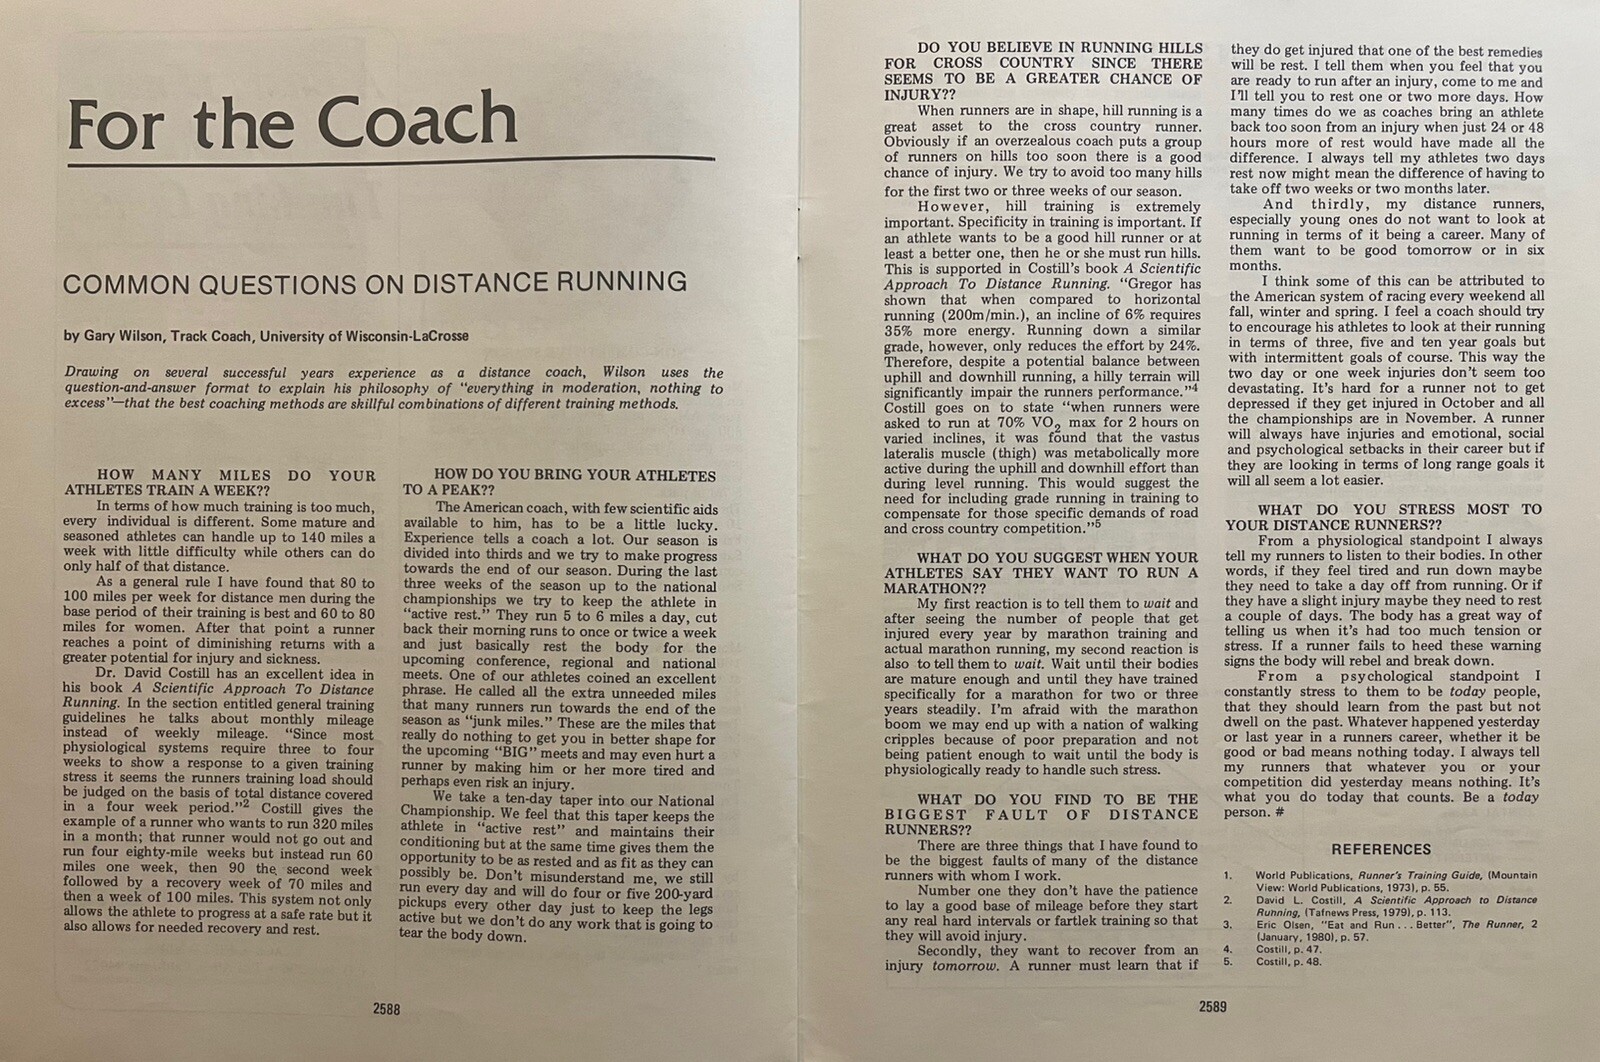 For the Coach
COMMON QUESTIONS ON DISTANCE RUNNING
by Gary Wilson, Track Coach, University of Wisconsin-LaCrosse
Drawing on several successful years experience as a distance coach, Wilson uses the
question-and-answer format to explain his philosophy of "everything in moderation, nothing to
excess"—that the best coaching methods are skillful combinations of different training methods.
HOW MANY MILES DO YOUR
ATHLETES TRAIN A WEEK??
In terms of how much training is too much,
every individual is different. Some mature and
seasoned athletes can handle up to 140 miles a
week with little difficulty while others can do
only half of that distance.
As a general rule I have found that 80 to
100 miles per week for distance men during the
base period of their training is best and 60 to 80
miles for women. After that point a runner
reaches a point of diminishing returns with a
greater potential for injury and sickness.
Dr. David Costill has an excellent idea in
his book A Scientific Approach To Distance
Running. In the section entitled general training
guidelines he talks about monthly mileage
instead of weekly mileage. "Since most
physiological systems require three to four
weeks to show a response to a given training
stress it seems the runners training load should
be judged on the basis of total distance covered
in a four week period."2 Costill gives the
example of a runner who wants to run 320 miles
in a month; that runner would not go out and
run four eighty-mile weeks but instead run 60
miles one week, then 90 the second week
followed by a recovery week of 70 miles and
then a week of 100 miles. This system not only
allows the athlete to progress at a safe rate but it
also allows for needed recovery and rest.
HOW DO YOU BRING YOUR ATHLETES
TO A PEAK??
The American coach, with few scientific aids
available to him, has to be a little lucky.
Experience tells a coach a lot. Our season is
divided into thirds and we try to make progress
towards the end of our season. During the last
three weeks of the season up to the national
championships we try to keep the athlete in
"active rest." They run 5 to 6 miles a day, cut
back their morning runs to once or twice a week
and just basically rest the body for the
upcoming conference, regional and national
meets. One of our athletes coined an excellent
phrase. He called all the extra unneeded miles
that many runners run towards the end of the
season as "junk miles." These are the miles that
really do nothing to get you in better shape for
the upcoming "BIG" meets and may even hurt a
runner by making him or her more tired and
perhaps even risk an injury.
We take a ten-day taper into our National
Championship. We feel that this taper keeps the
athlete in "active rest" and maintains their
conditioning but at the same time gives them the
opportunity to be as rested and as fit as they can
possibly be. Don't misunderstand me, we still
run every day and will do four or five 200-yard
pickups every other day just to keep the legs
active but we don't do any work that is going to
tear the body down.
2588
DO YOU BELIEVE IN RUNNING HILLS
FOR CROSS COUNTRY SINCE THERE
SEEMS TO BE A GREATER CHANCE OF
INJURY??
When runners are in shape, hill running is a
great asset to the cross country runner.
Obviously if an overzealous coach puts a group
of runners on hills too soon there is a good
chance of injury. We try to avoid too many hills
for the first two or three weeks of our season.
However, hill training is extremely
important. Specificity in training is important. If
an athlete wants to be a good hill runner or at
least a better one, then he or she must run hills.
This is supported in Costill's book A Scientific
Approach To Distance Running. "Gregor has
shown that when compared to horizontal
running (200m/min.), an incline of 6% requires
35% more energy. Running down a similar
grade, however, only reduces the effort by 24%.
Therefore, despite a potential balance between
uphill and downhill running, a hilly terrain will
significantly impair the runners performance."4
Costill goes on to state "when runners were
asked to run at 70% VO2 max for 2 hours on
varied inclines, it was found that the vastus
lateralis muscle (thigh) was metabolically more
active during the uphill and downhill effort than
during level running. This would suggest the
need for including grade running in training to
compensate for those specific demands of road
and cross country competition."5
WHAT DO YOU SUGGEST WHEN YOUR
ATHLETES SAY THEY WANT TO RUN A
MARATHON??
My first reaction is to tell them to wait and
after seeing the number of people that get
injured every year by marathon training and
actual marathon running, my second reaction is
also to tell them to wait. Wait until their bodies
are mature enough and until they have trained
specifically for a marathon for two or three
years steadily. I'm afraid with the marathon
boom we may end up with a nation of walking
cripples because of poor preparation and not
being patient enough to wait until the body is
physiologically ready to handle such stress.
WHAT DO YOU FIND TO BE THE
BIGGEST FAULT OF DISTANCE
RUNNERS??
There are three things that I have found to
be the biggest faults of many of the distance
runners with whom I work.
Number one they don't have the patience
to lay a good base of mileage before they start
any real hard intervals or fartlek training so that
they will avoid injury.
Secondly, they want to recover from an
injury tomorrow. A runner must learn that if
they do get injured that one of the best remedies
will be rest. I tell them when you feel that you
are ready to run after an injury, come to me and
I'll tell you to rest one or two more days. How
many times do we as coaches bring an athlete
back too soon from an injury when just 24 or 48
hours more of rest would have made all the
difference. I always tell my athletes two days
rest now might mean the difference of having to
take off two weeks or two months later.
And thirdly, my distance runners,
especially young ones do not want to look at
running in terms of it being a career. Many of
them want to be good tomorrow or in six
months.
I think some of this can be attributed to
the American system of racing every weekend all
fall, winter and spring. I feel a coach should try
to encourage his athletes to look at their running
in terms of three, five and ten year goals but
with intermittent goals of course. This way the
two day or one week injuries don't seem too
devastating. It's hard for a runner not to get
depressed if they get injured in October and all
the championships are in November. A runner
will always have injuries and emotional, social
and psychological setbacks in their career but if
they are looking in terms of long range goals it
will all seem a lot easier.
WHAT DO YOU STRESS MOST TO
YOUR DISTANCE RUNNERS??
From a physiological standpoint I always
tell my runners to listen to their bodies. In other
words, if they feel tired and run down maybe
they need to take a day off from running. Or if
they have a slight injury maybe they need to rest
a couple of days. The body has a great way of
telling us when it's had too much tension or
stress. If a runner fails to heed these warning
signs the body will rebel and break down.
From a psychological standpoint I
constantly stress to them to be today people,
that they should learn from the past but not
dwell on the past. Whatever happened yesterday
or last year in a runners career, whether it be
good or bad means nothing today. I always tell
my runners that whatever you or your
competition did yesterday means nothing. It's
what you do today that counts. Be a today
person. #
REFERENCES
1. World Publications, Runner's Training Guide, (Mountain
View: World Publications, 1973), p. 55.
2. David L. Costill, A Scientific Approach to Distance
Running, (Tafnews Press, 1979), p. 113.
3. Eric Olsen, "Eat and Run . . . Better", The Runner, 2
(January, 1980), p. 57.
4. Costill, p. 47.
5. Costill, p. 48.
2589